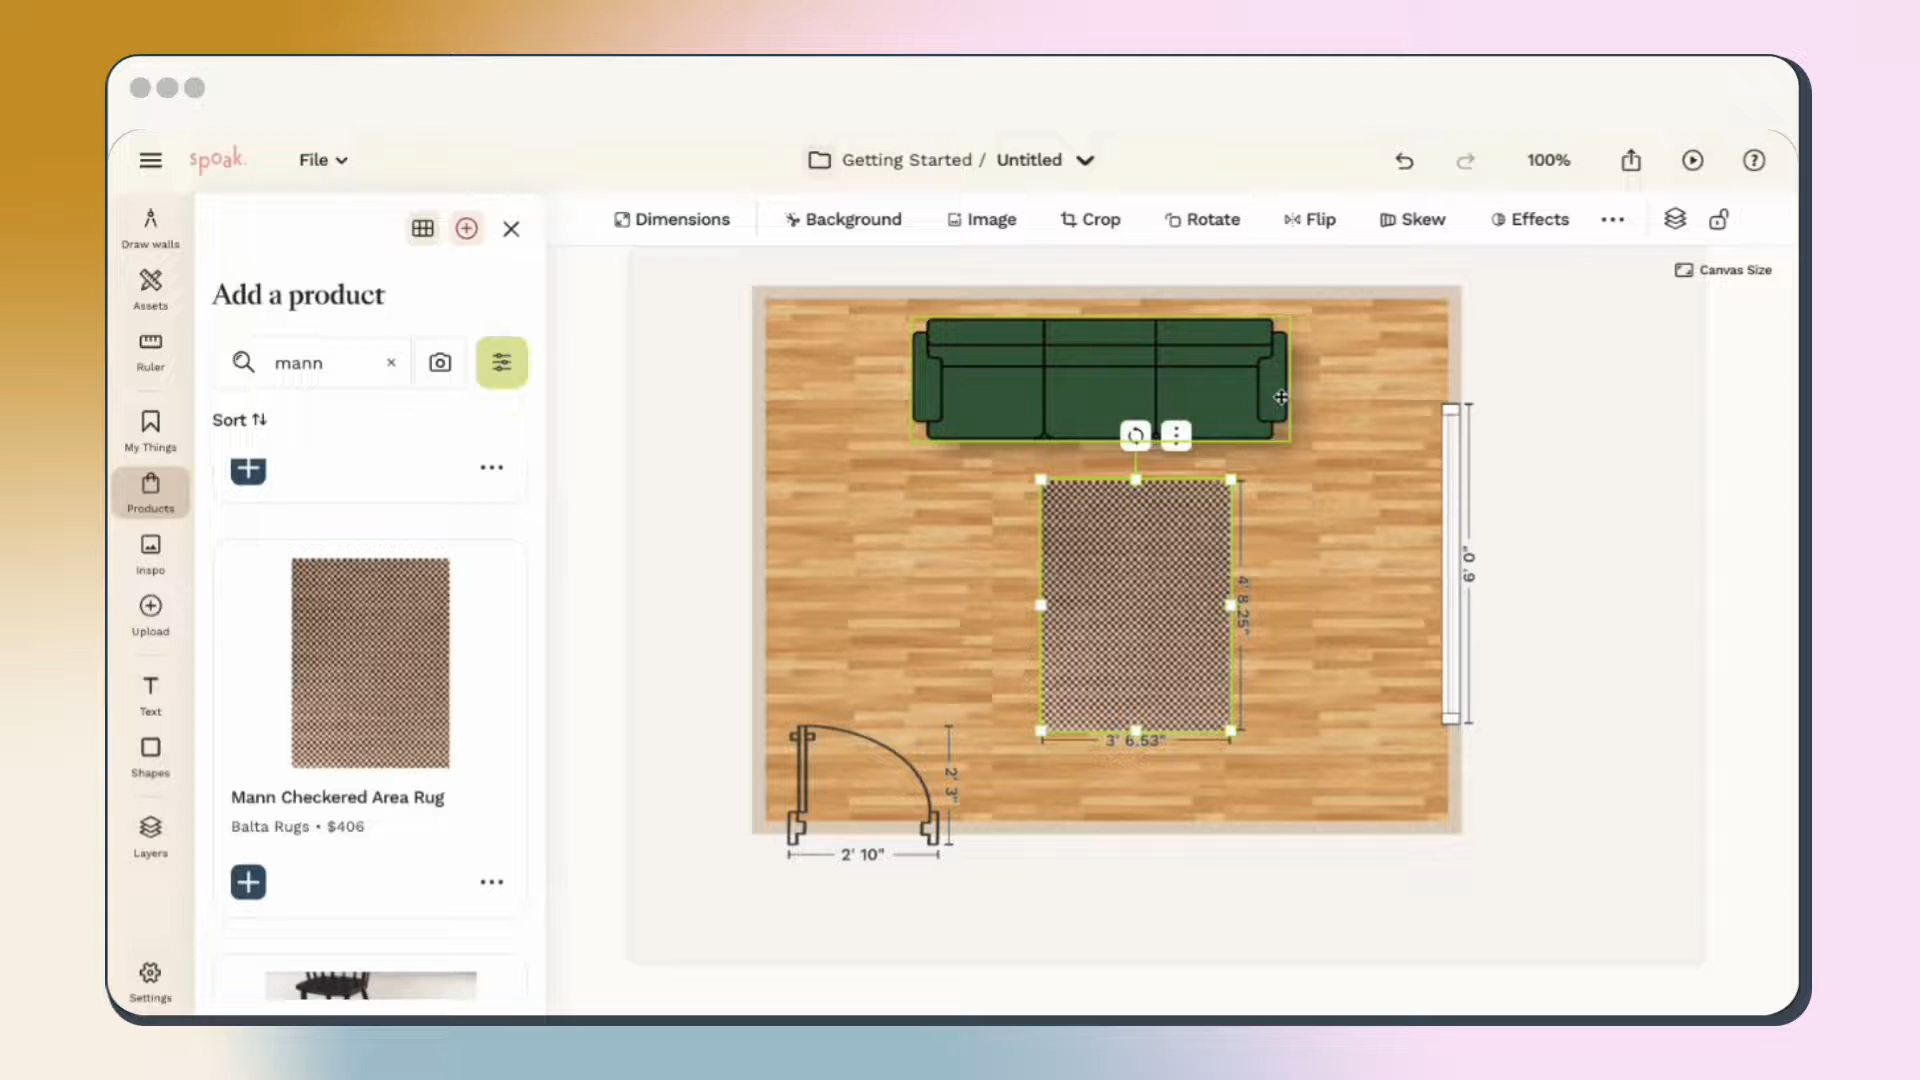 spoak.
File
Getting Started / Untitled
100%
Draw walls
Assets
Ruler
My Things
Products
Inspo
Upload
Text
Shapes
Layers
Settings
Add a product
mann
Sort
Mann Checkered Area Rug
Balta Rugs • $406
Dimensions
Background
Image
Crop
Rotate
Flip
Skew
Effects
Canvas Size
4' 8.25"
3' 6.53"
6' 0"
2' 3"
2' 10"